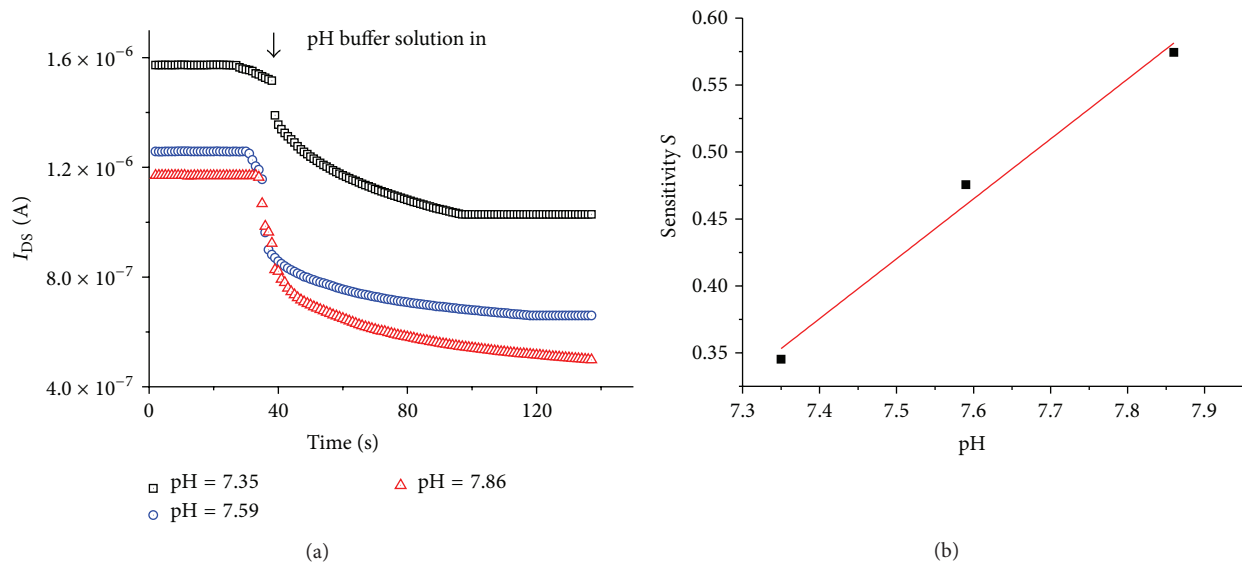 pH buffer solution in
1.6 × 10⁻⁶
1.2 × 10⁻⁶
8.0 × 10⁻⁷
4.0 × 10⁻⁷
I_DS (A)
0 40 80 120
Time (s)
pH = 7.35 pH = 7.86
pH = 7.59
(a)
0.60
0.55
0.50
0.45
0.40
0.35
Sensitivity S
7.3 7.4 7.5 7.6 7.7 7.8 7.9
pH
(b)